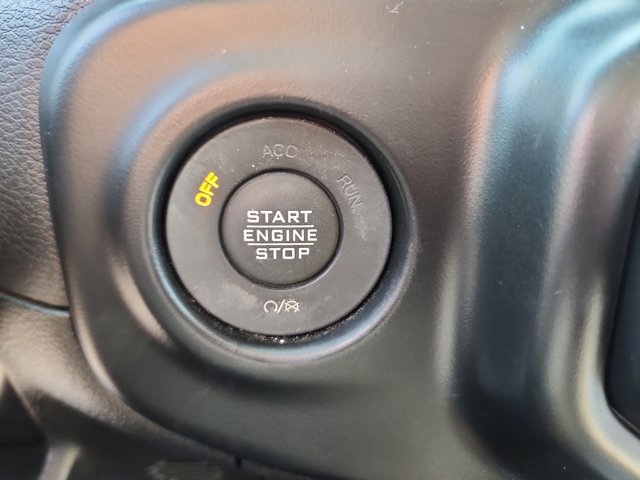 ACC
OFF
RUN
START
ENGINE
STOP